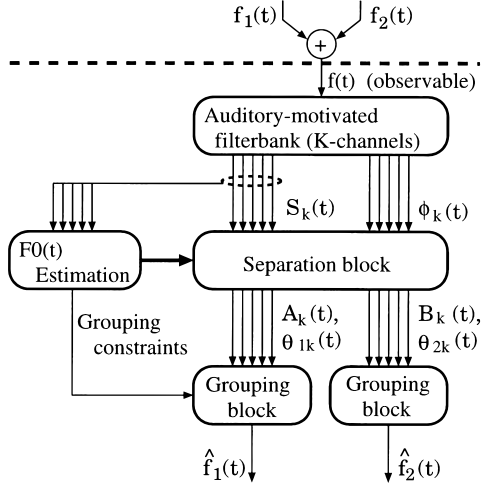 f₁(t) f₂(t)
+
f(t) (observable)
Auditory-motivated
filterbank (K-channels)
Sₖ(t) ϕₖ(t)
F0(t)
Estimation
Separation block
Grouping
constraints
Aₖ(t),
θ₁ₖ(t)
Bₖ(t),
θ₂ₖ(t)
Grouping
block
Grouping
block
f̂₁(t) f̂₂(t)